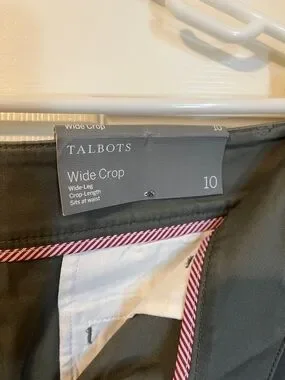 Wide Crop 10
TALBOTS
Wide Crop
Wide-Leg
Crop-Length
Sits at waist
10